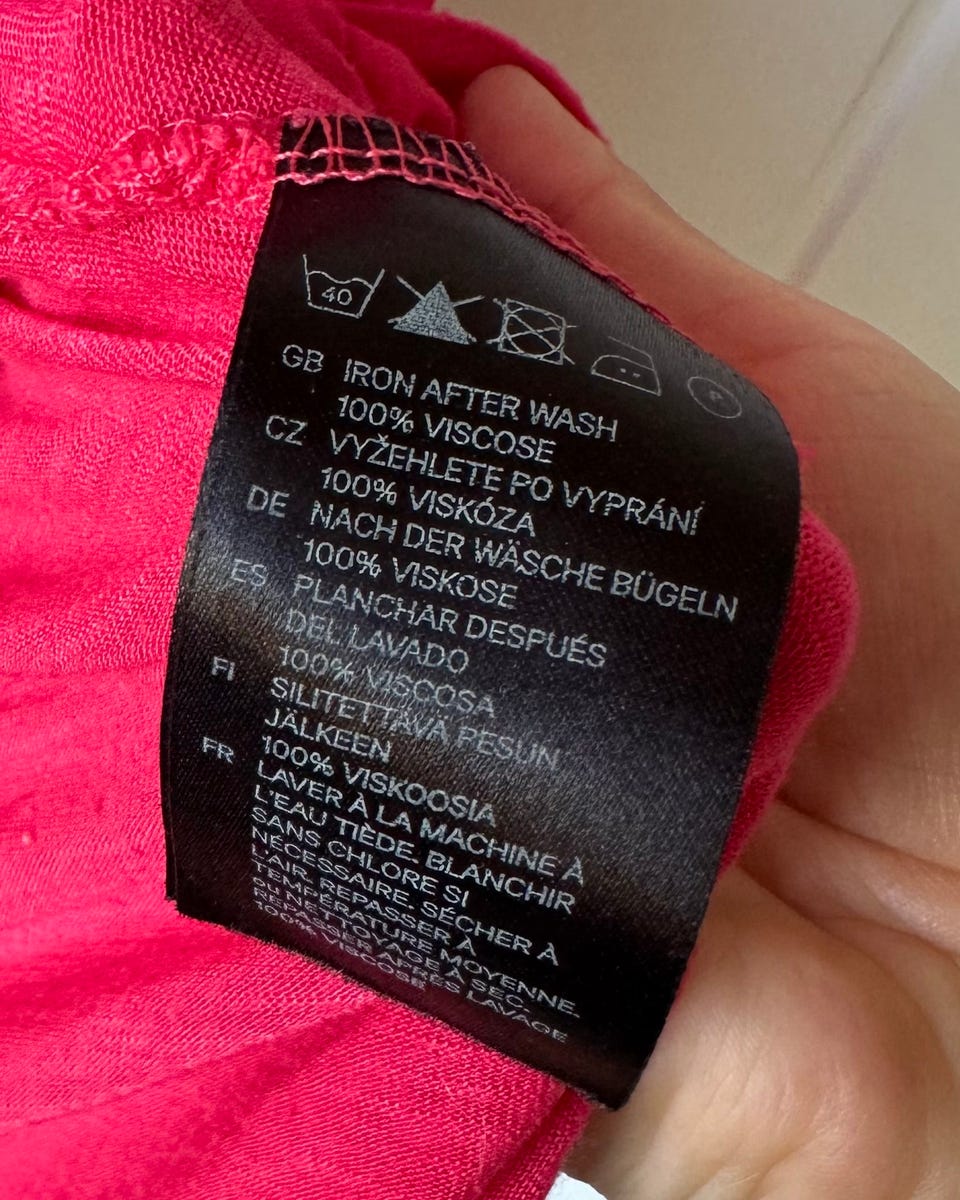 40
P
GB IRON AFTER WASH
100% VISCOSE
CZ VYŽEHLETE PO VYPRÁNÍ
100% VISKÓZA
DE NACH DER WÄSCHE BÜGELN
100% VISKOSE
ES PLANCHAR DESPUÉS
DEL LAVADO
100% VISCOSA
FI SILITETTÄVÄ PESUN
JÄLKEEN
100% VISKOOSIA
FR LAVER À LA MACHINE À
L'EAU TIÈDE. BLANCHIR
SANS CHLORE SI
NÉCESSAIRE, SÉCHER À
L'AIR, REPASSER À
TEMPÉRATURE MOYENNE
OU NETTOYAGE À SEC.
REPASSER APRÈS LAVAGE
100% VISCOSE